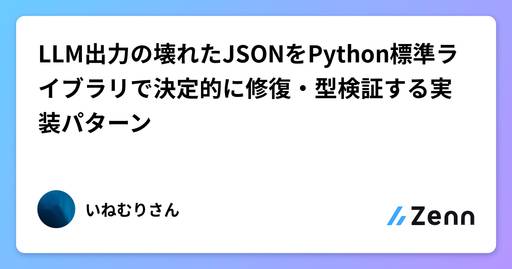 LLM出力の壊れたJSONをPython標準ラ
イブラリで決定的に修復・型検証する実
装パターン
いねむりさん
Zenn